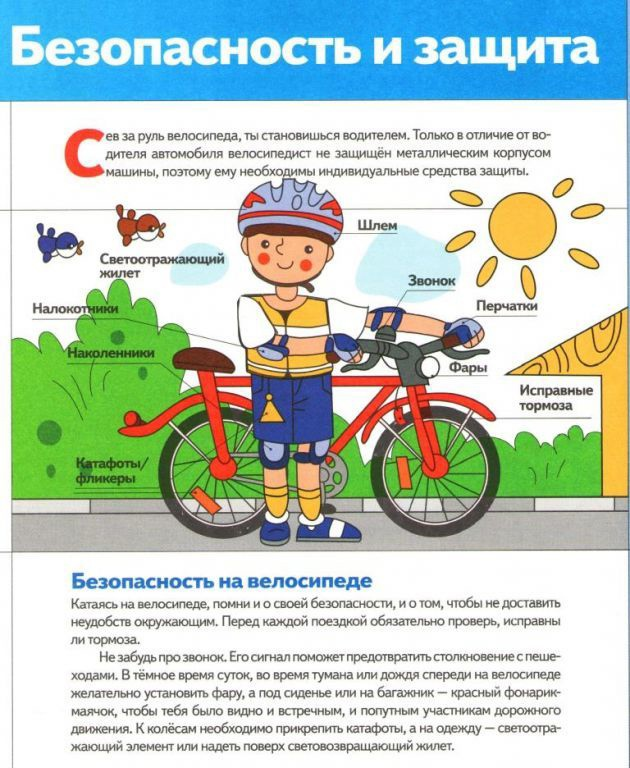 Безопасность и защита
Сев за руль велосипеда, ты становишься водителем. Только в отличие от во-
дителя автомобиля велосипедист не защищён металлическим корпусом
машины, поэтому ему необходимы индивидуальные средства защиты.
Шлем
Светоотражающий
жилет
Звонок
Налокотники
Перчатки
Наколенники
Фары
Исправные
тормоза
Катафоты/
фликеры
Безопасность на велосипеде
Катаясь на велосипеде, помни и о своей безопасности, и о том, чтобы не доставить
неудобств окружающим. Перед каждой поездкой обязательно проверь, исправны
ли тормоза.
Не забудь про звонок. Его сигнал поможет предотвратить столкновение с пеше-
ходами. В тёмное время суток, во время тумана или дождя спереди на велосипеде
желательно установить фару, а под сиденье или на багажник — красный фонарик-
маячок, чтобы тебя было видно и встречным, и попутным участникам дорожного
движения. К колёсам необходимо прикрепить катафоты, а на одежду — светоотра-
жающий элемент или надеть поверх световозвращающий жилет.